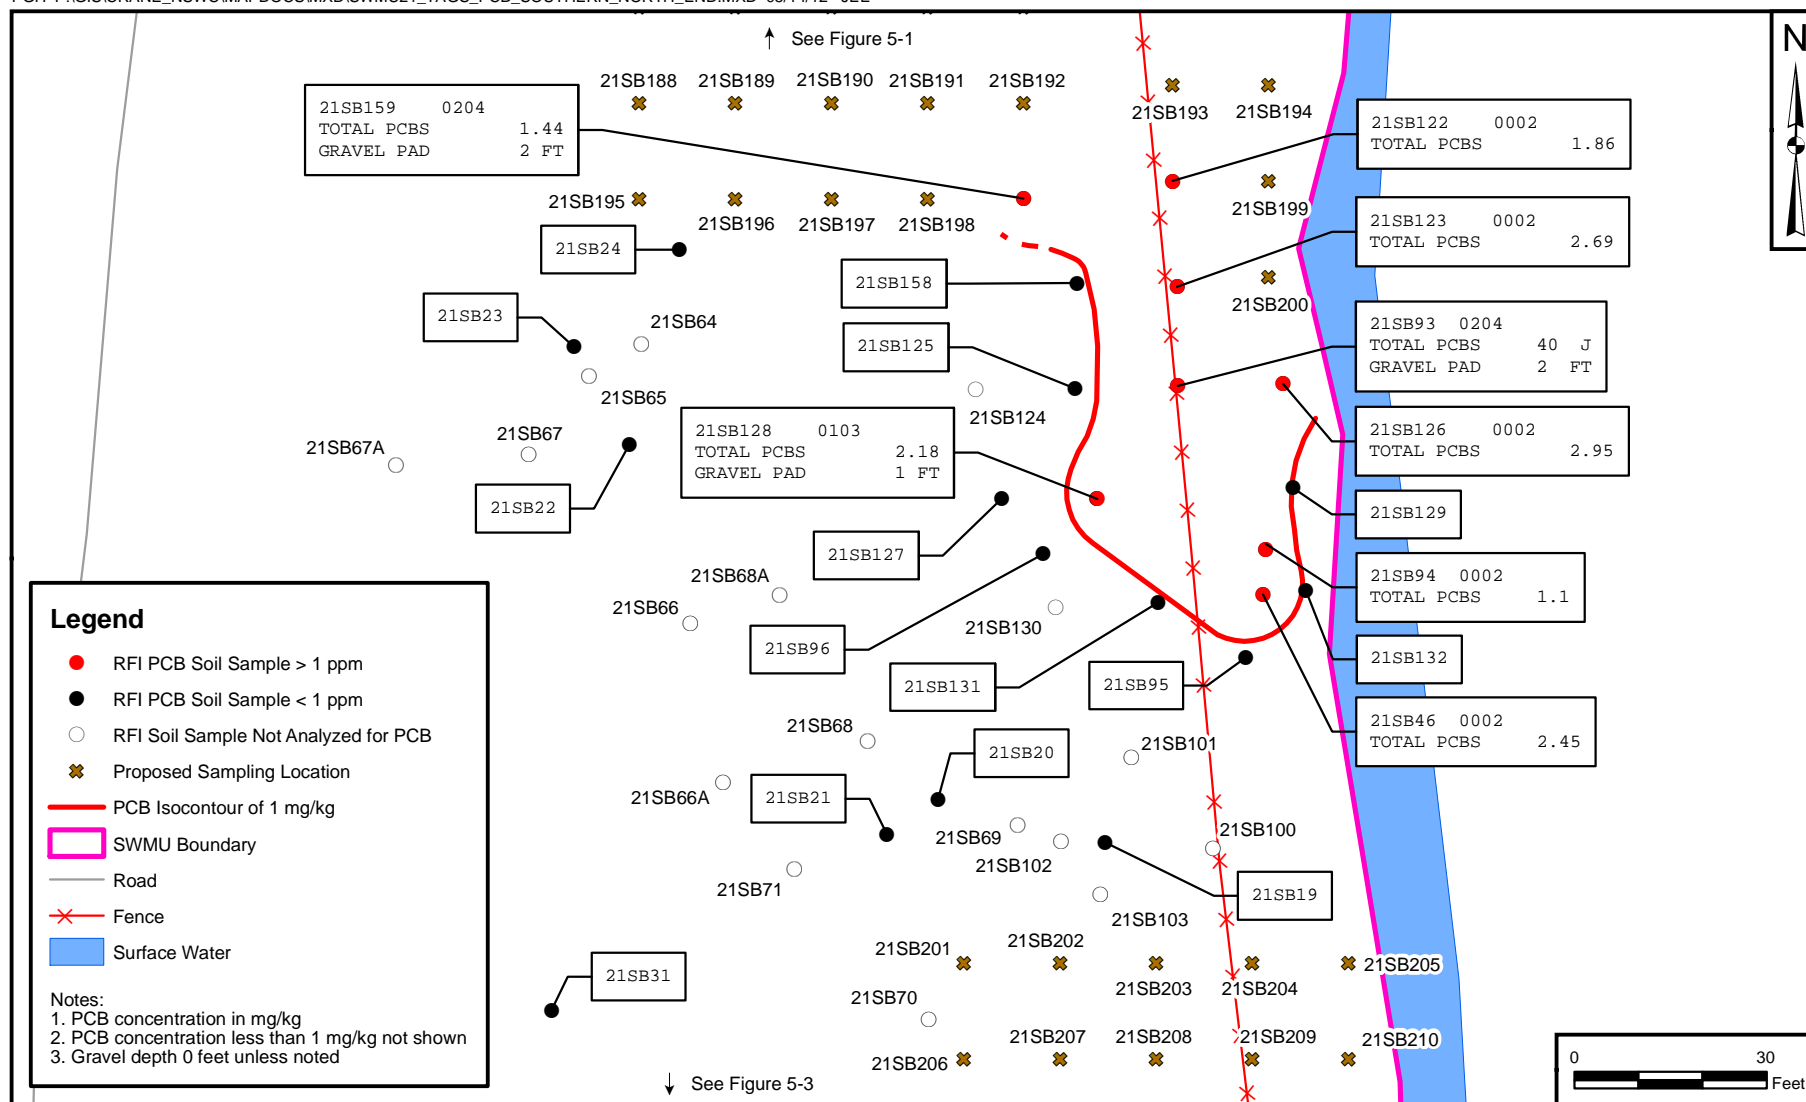 See Figure 5-1
N
21SB188
21SB189
21SB190
21SB191
21SB192
21SB193
21SB194
21SB159 0204
TOTAL PCBS 1.44
GRAVEL PAD 2 FT
21SB122 0002
TOTAL PCBS 1.86
21SB195
21SB196
21SB197
21SB198
21SB199
21SB123 0002
TOTAL PCBS 2.69
21SB24
21SB158
21SB200
21SB23
21SB64
21SB125
21SB93 0204
TOTAL PCBS 40 J
GRAVEL PAD 2 FT
21SB65
21SB124
21SB67A
21SB67
21SB128 0103
TOTAL PCBS 2.18
GRAVEL PAD 1 FT
21SB126 0002
TOTAL PCBS 2.95
21SB22
21SB129
21SB127
21SB68A
21SB66
21SB130
21SB94 0002
TOTAL PCBS 1.1
21SB96
21SB131
21SB95
21SB132
21SB68
21SB20
21SB101
21SB46 0002
TOTAL PCBS 2.45
21SB66A
21SB21
21SB69
21SB102
21SB100
21SB71
21SB19
21SB103
21SB201
21SB202
21SB203
21SB204
21SB205
21SB31
21SB70
21SB206
21SB207
21SB208
21SB209
21SB210
See Figure 5-3
Legend
RFI PCB Soil Sample > 1 ppm
RFI PCB Soil Sample < 1 ppm
RFI Soil Sample Not Analyzed for PCB
Proposed Sampling Location
PCB Isocontour of 1 mg/kg
SWMU Boundary
Road
Fence
Surface Water
Notes:
1. PCB concentration in mg/kg
2. PCB concentration less than 1 mg/kg not shown
3. Gravel depth 0 feet unless noted
0 30
Feet